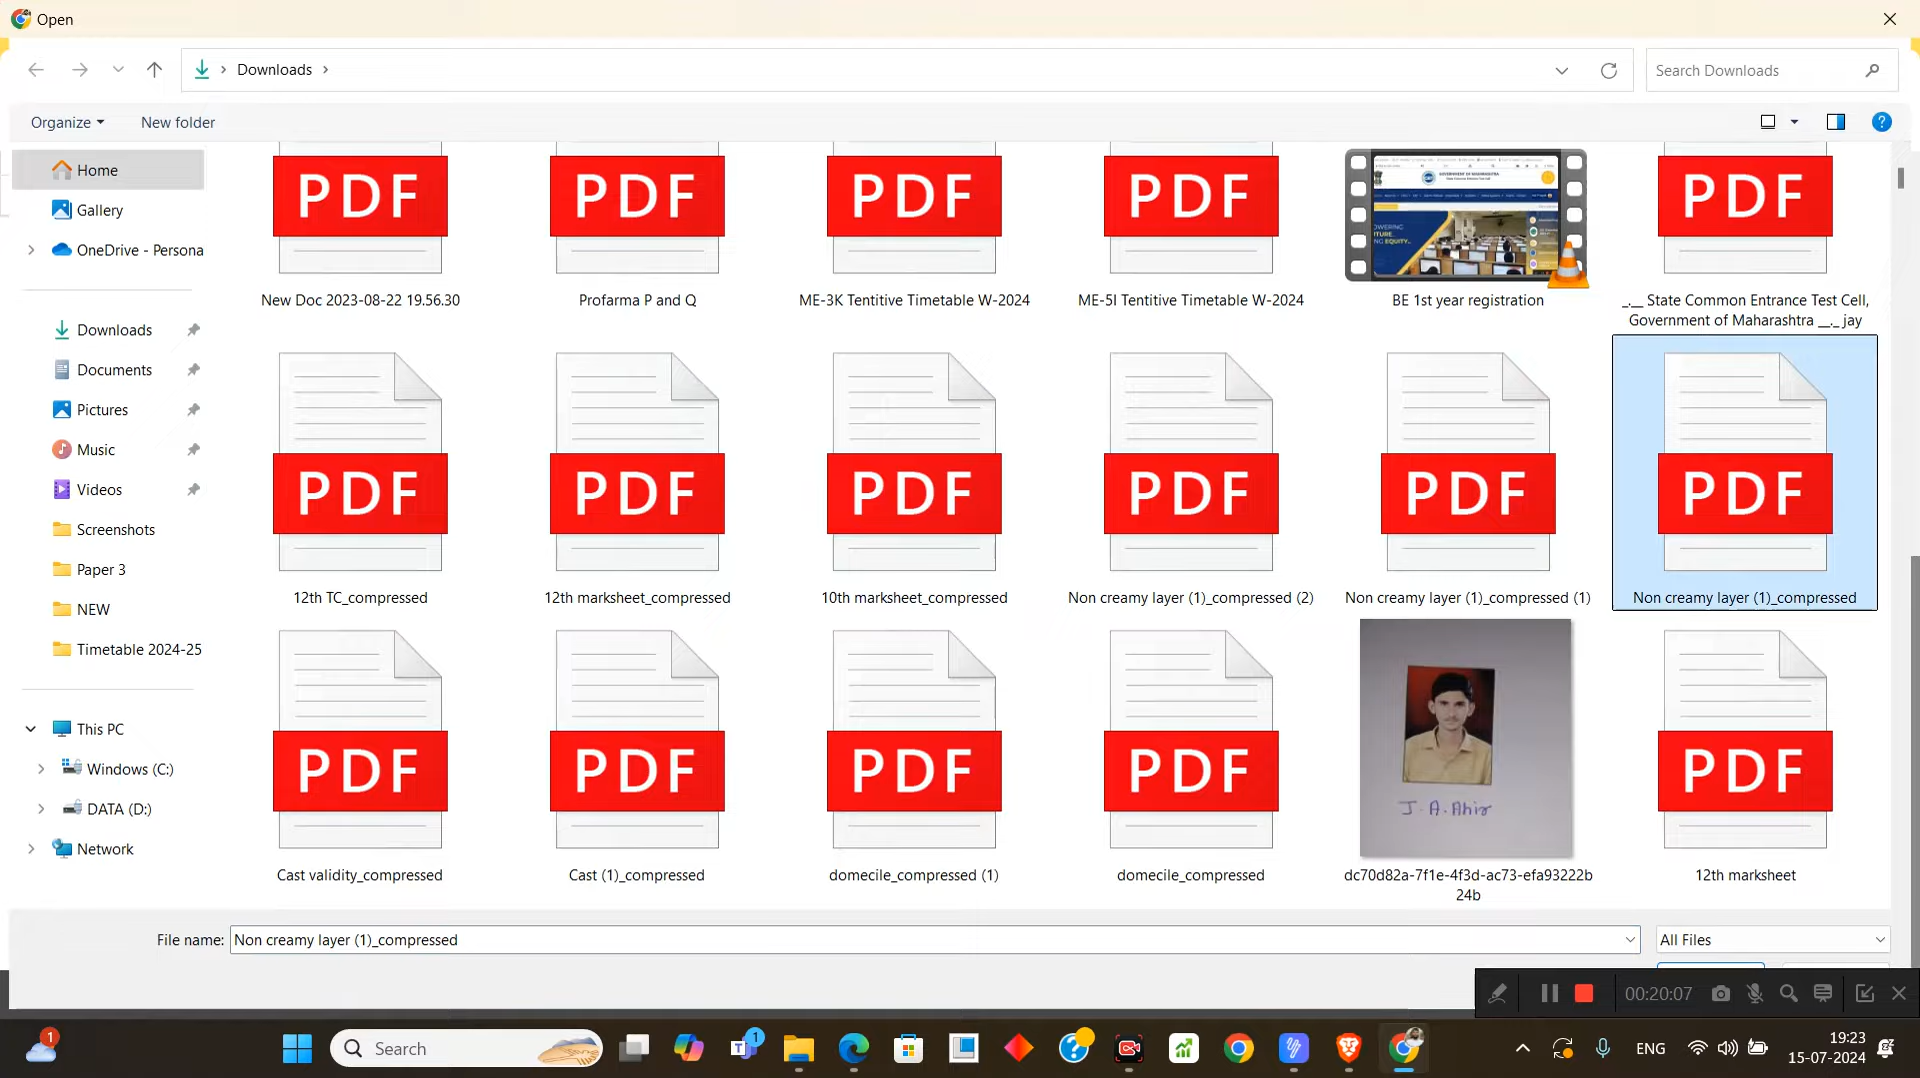 Open
Downloads
Search Downloads
Organize
New folder
Home
Gallery
OneDrive - Persona
Downloads
Documents
Pictures
Music
Videos
Screenshots
Paper 3
NEW
Timetable 2024-25
This PC
Windows (C:)
DATA (D:)
Network
PDF PDF PDF PDF PDF
GOVERNMENT OF MAHARASHTRA
New Doc 2023-08-22 19.56.30
Profarma P and Q
ME-3K Tentitive Timetable W-2024
ME-5I Tentitive Timetable W-2024
BE 1st year registration
_.__ State Common Entrance Test Cell,
Government of Maharashtra __._ jay
PDF PDF PDF PDF PDF PDF
12th TC_compressed
12th marksheet_compressed
10th marksheet_compressed
Non creamy layer (1)_compressed (2)
Non creamy layer (1)_compressed (1)
Non creamy layer (1)_compressed
PDF PDF PDF PDF PDF
J. A. Ahir
Cast validity_compressed
Cast (1)_compressed
domecile_compressed (1)
domecile_compressed
dc70d82a-7f1e-4f3d-ac73-efa93222b
24b
12th marksheet
File name: Non creamy layer (1)_compressed
All Files
00:20:07
1
Search
1
ENG
19:23
15-07-2024